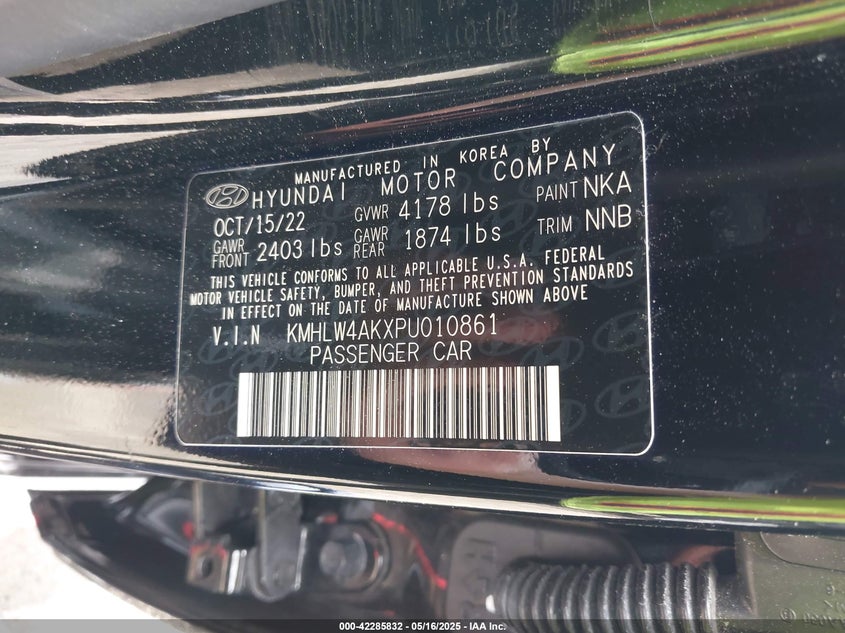 MANUFACTURED IN KOREA BY
HYUNDAI MOTOR COMPANY
OCT/15/22 GVWR 4178 lbs PAINT NKA
GAWR FRONT 2403 lbs GAWR REAR 1874 lbs TRIM NNB
THIS VEHICLE CONFORMS TO ALL APPLICABLE U.S.A. FEDERAL
MOTOR VEHICLE SAFETY, BUMPER, AND THEFT PREVENTION STANDARDS
IN EFFECT ON THE DATE OF MANUFACTURE SHOWN ABOVE
V.I.N KMHLW4AKXPU010861
PASSENGER CAR
000-42285832 - 05/16/2025 - IAA Inc.